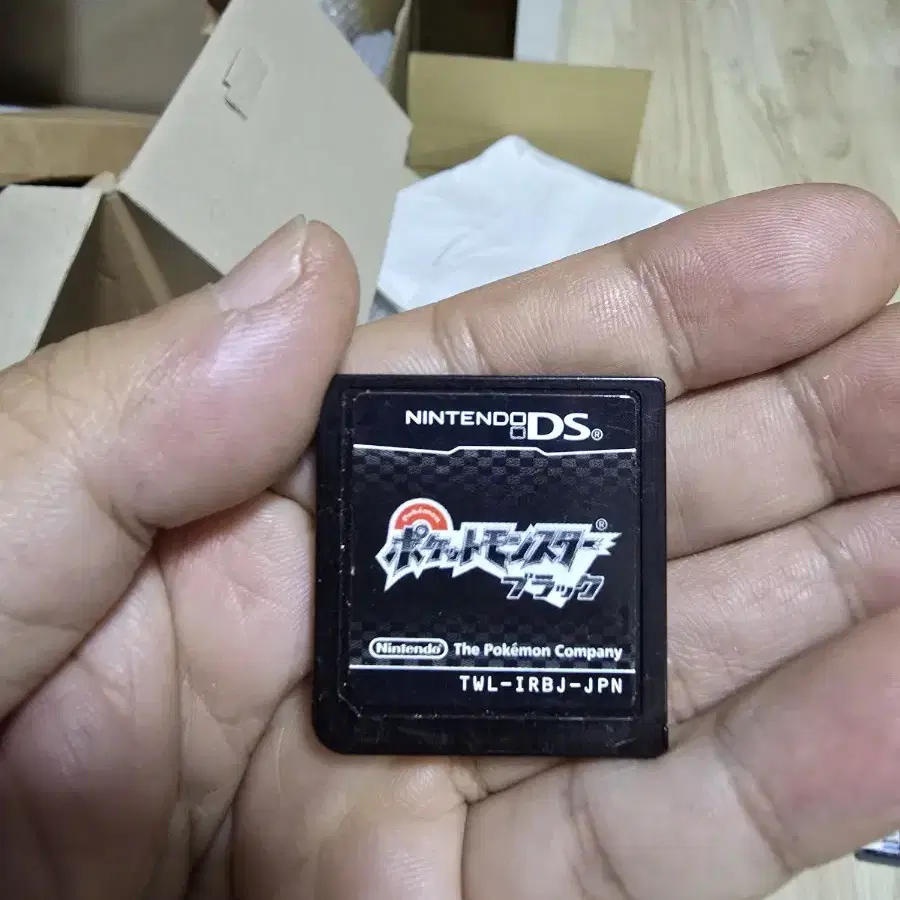 NINTENDO DS®
Pokémon
ポケットモンスター®
ブラック
Nintendo® The Pokémon Company
TWL-IRBJ-JPN